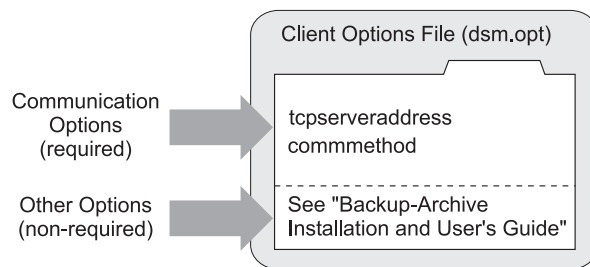 Client Options File (dsm.opt)
Communication
Options
(required)
tcpserveraddress
commmethod
Other Options
(non-required)
See "Backup-Archive
Installation and User's Guide"